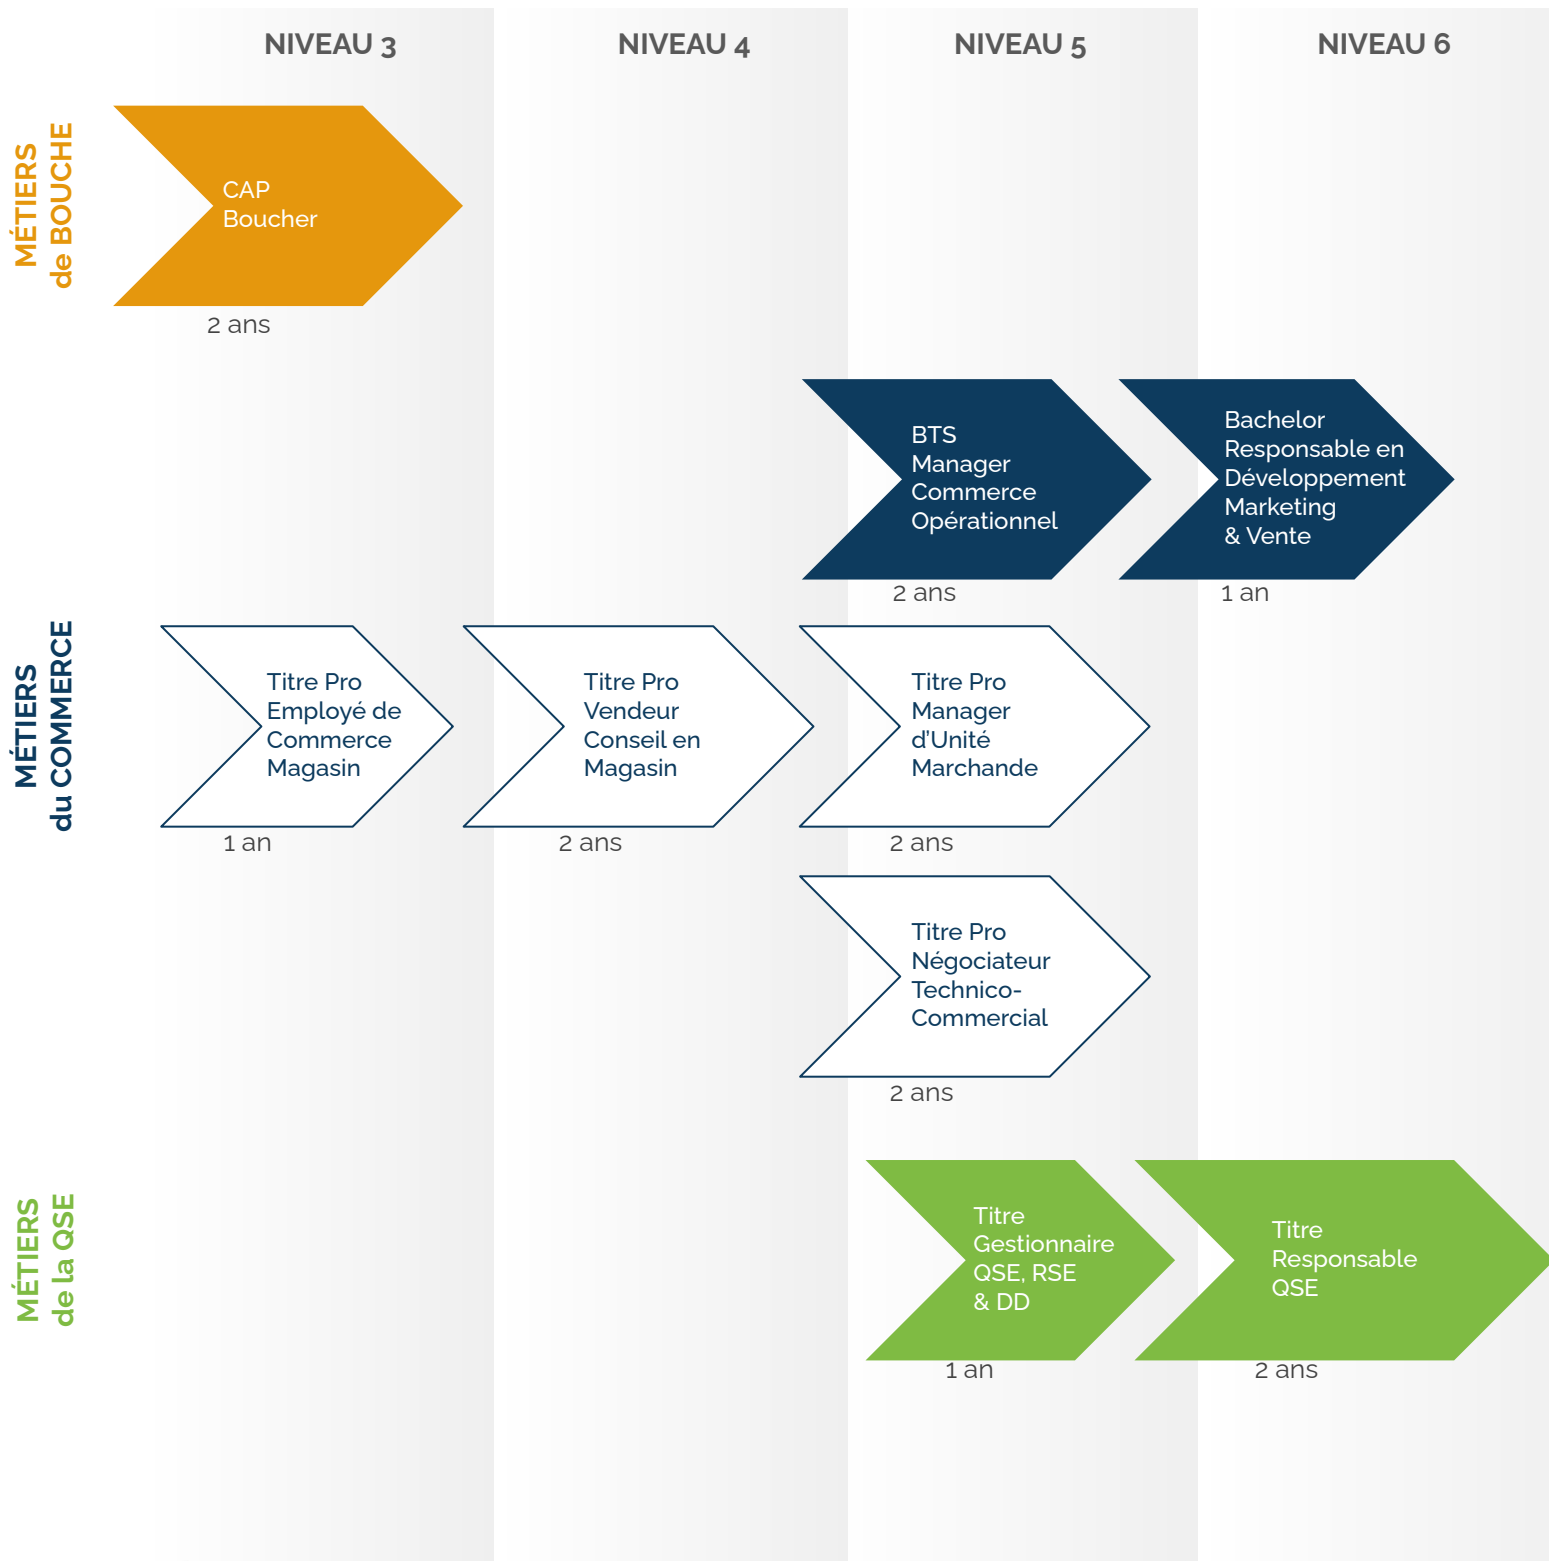 NIVEAU 3
NIVEAU 4
NIVEAU 5
NIVEAU 6
MÉTIERS
de BOUCHE
CAP
Boucher
2 ans
MÉTIERS
du COMMERCE
BTS
Manager
Commerce
Opérationnel
2 ans
Bachelor
Responsable en
Développement
Marketing
& Vente
1 an
Titre Pro
Employé de
Commerce
Magasin
1 an
Titre Pro
Vendeur
Conseil en
Magasin
2 ans
Titre Pro
Manager
d'Unité
Marchande
2 ans
Titre Pro
Négociateur
Technico-
Commercial
2 ans
MÉTIERS
de la QSE
Titre
Gestionnaire
QSE, RSE
& DD
1 an
Titre
Responsable
QSE
2 ans